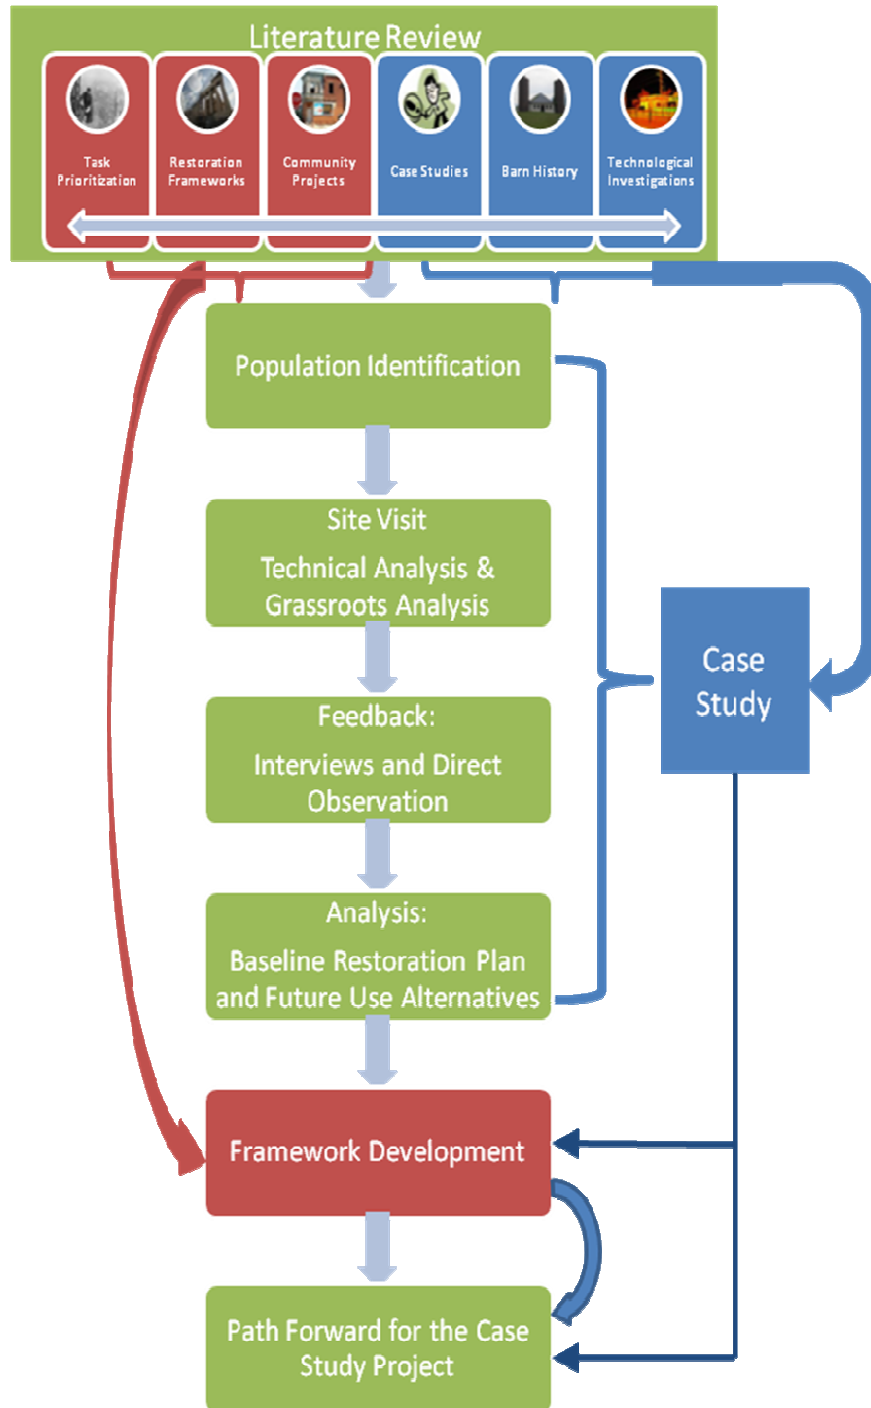 Literature Review
Task
Prioritization
Restoration
Frameworks
Community
Projects
Case Studies
Barn History
Technological
Investigations
Population Identification
Site Visit
Technical Analysis &
Grassroots Analysis
Feedback:
Interviews and Direct
Observation
Case
Study
Analysis:
Baseline Restoration Plan
and Future Use Alternatives
Framework Development
Path Forward for the Case
Study Project